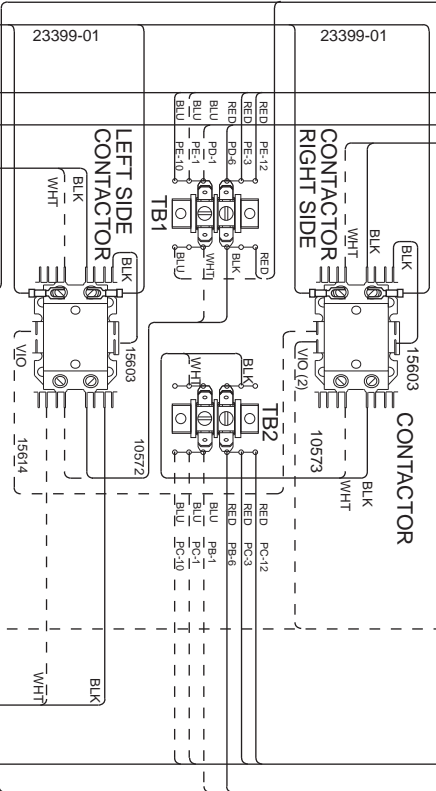 23399-01
23399-01
BLU PE-10
BLU PE-1
BLU PD-1
RED PD-6
RED PE-3
RED PE-12
LEFT SIDE
CONTACTOR
CONTACTOR
RIGHT SIDE
BLK
WHT
BLK
TB1
BLU
WHT
BLK
RED
WHT
BLK
BLK
15603
VIO
15614
10572
WHT
BLK
TB2
VIO (2)
15603
10573
CONTACTOR
WHT
BLK
BLU PC-10
BLU PC-1
BLU PB-1
RED PB-6
RED PC-3
RED PC-12
WHT
BLK